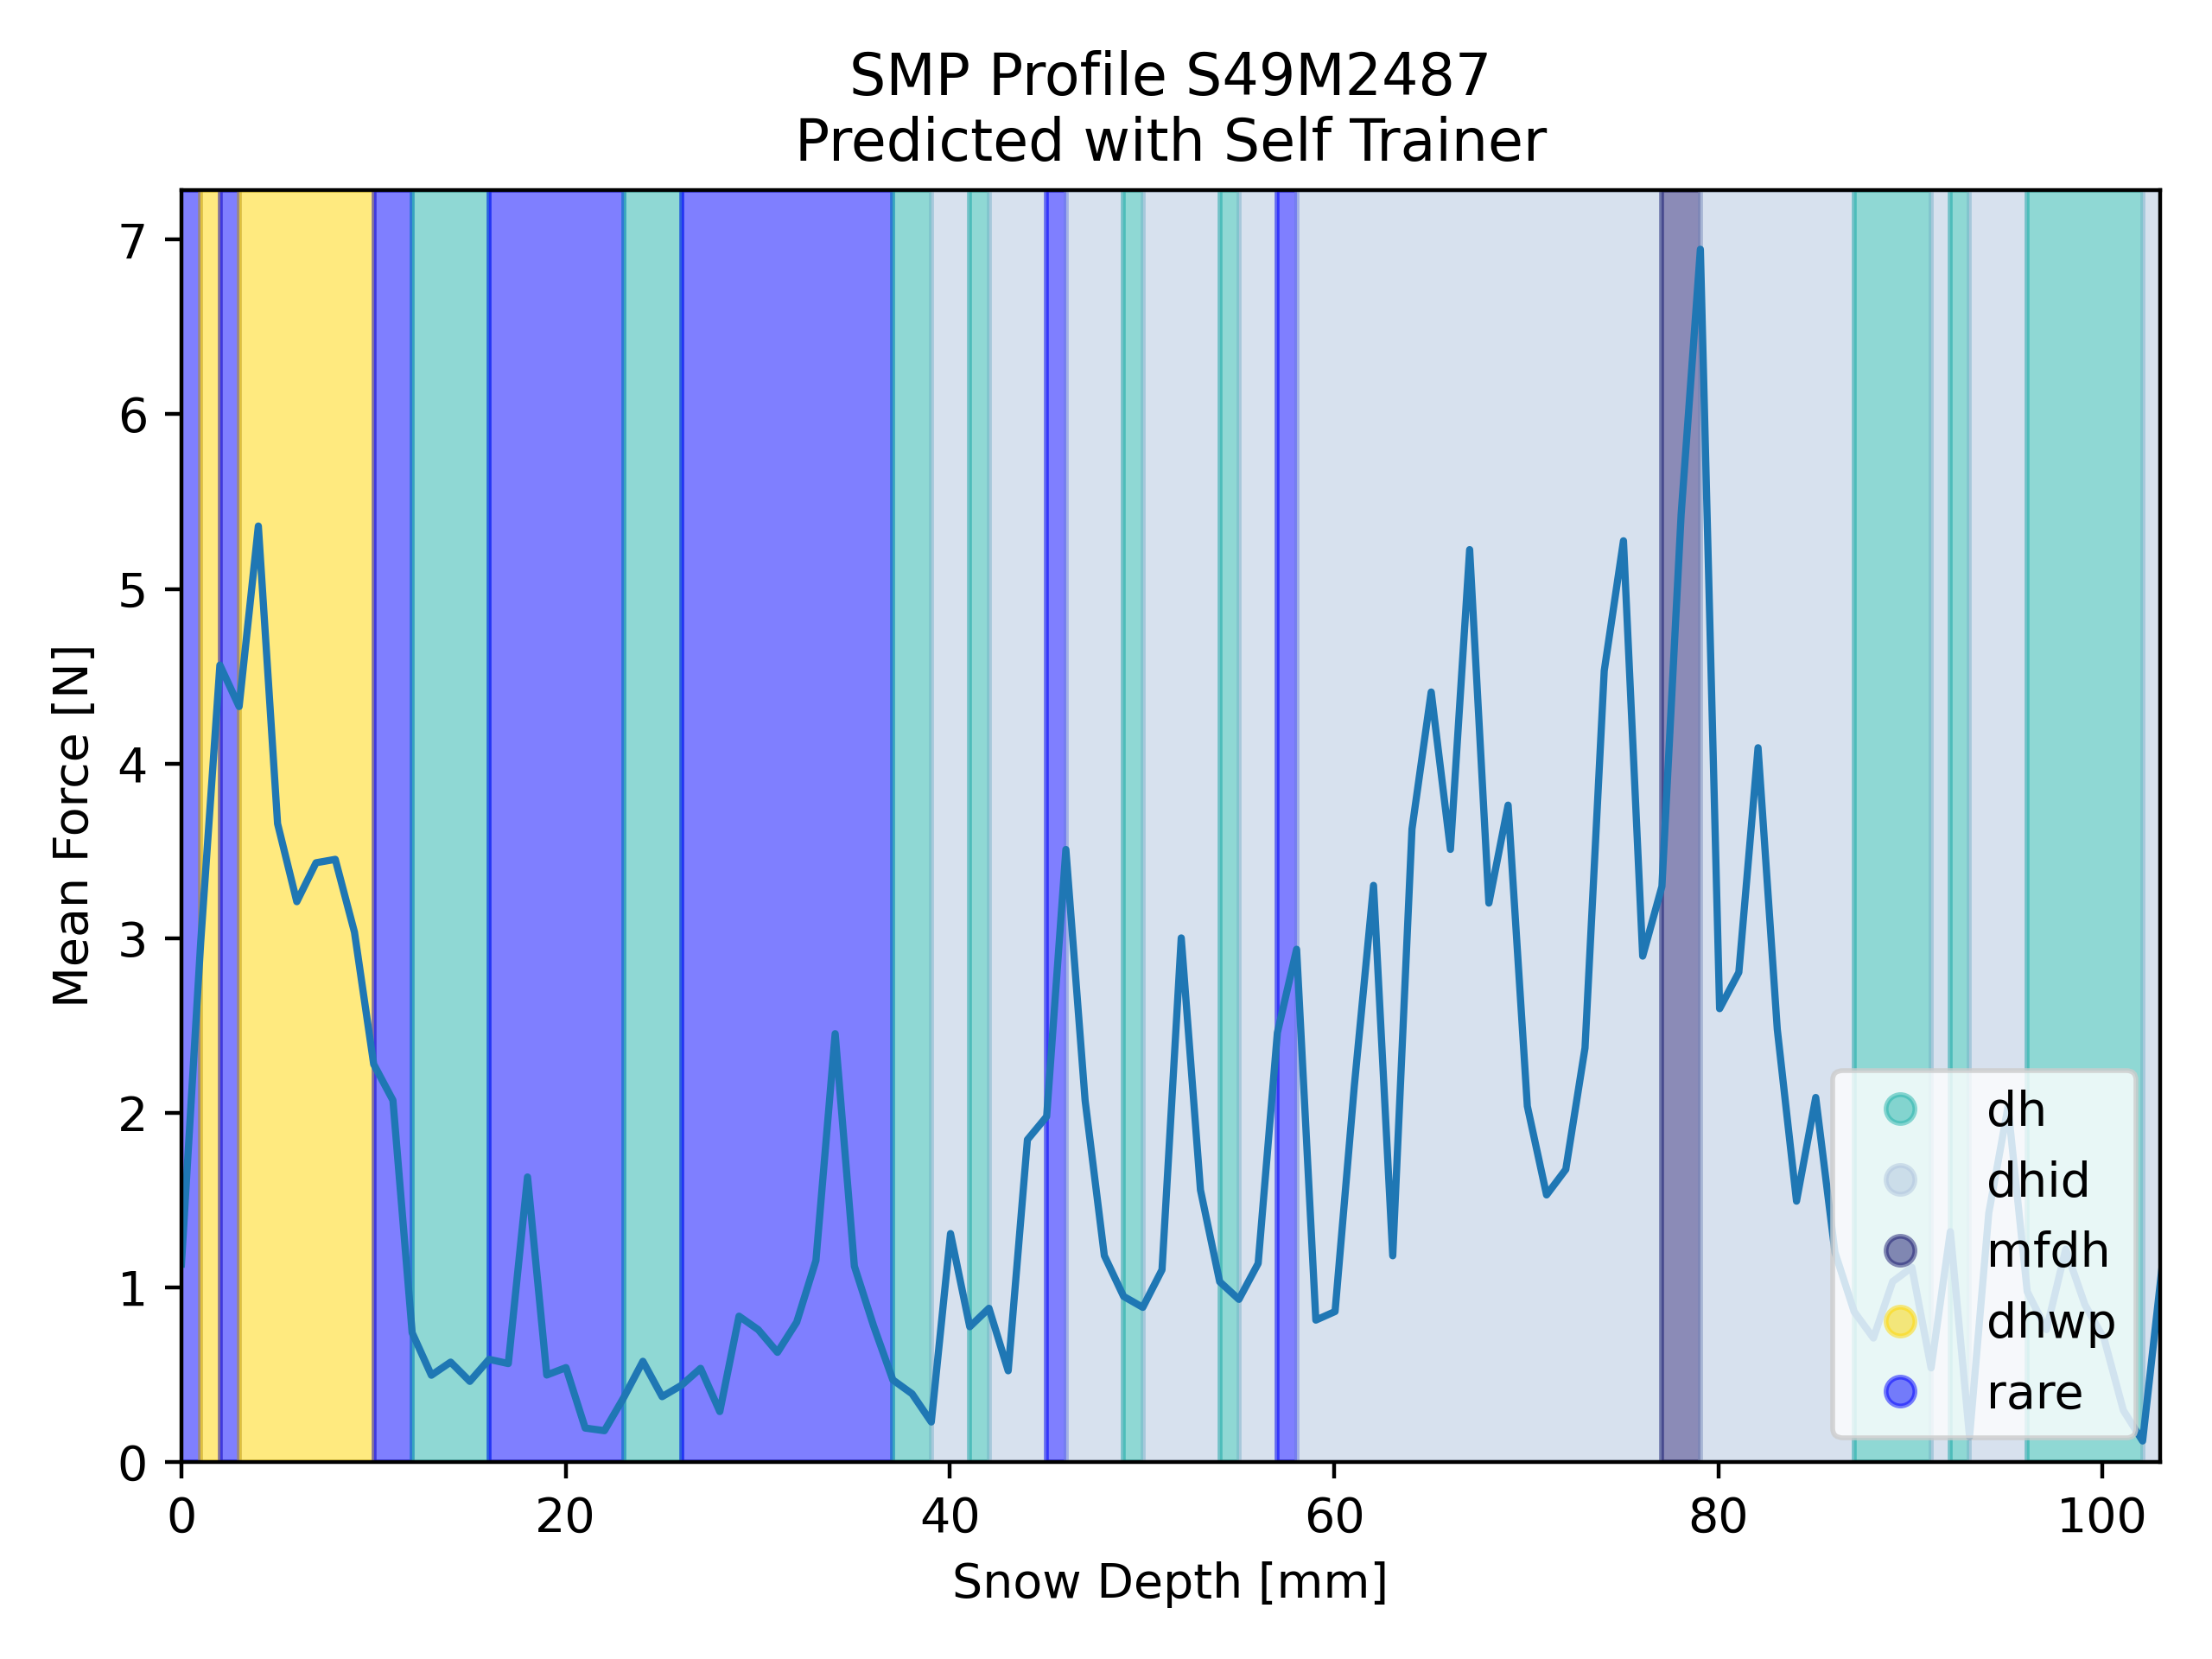 SMP Profile S49M2487
Predicted with Self Trainer
Mean Force [N]
7
6
5
4
3
2
1
0
0 20 40 60 80 100
Snow Depth [mm]
dh
dhid
mfdh
dhwp
rare